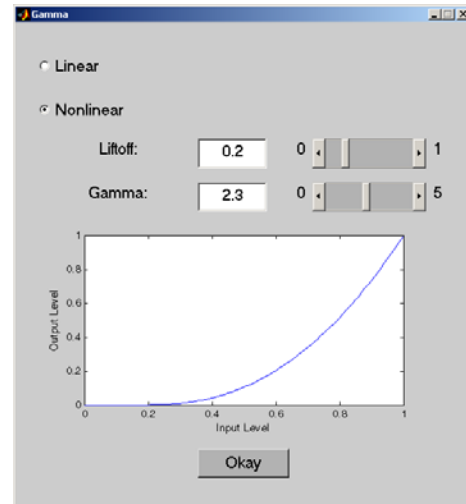 Gamma
Linear
Nonlinear
Liftoff: 0.2 0 1
Gamma: 2.3 0 5
1
0.8
0.6
0.4
0.2
0
Output Level
0 0.2 0.4 0.6 0.8 1
Input Level
Okay